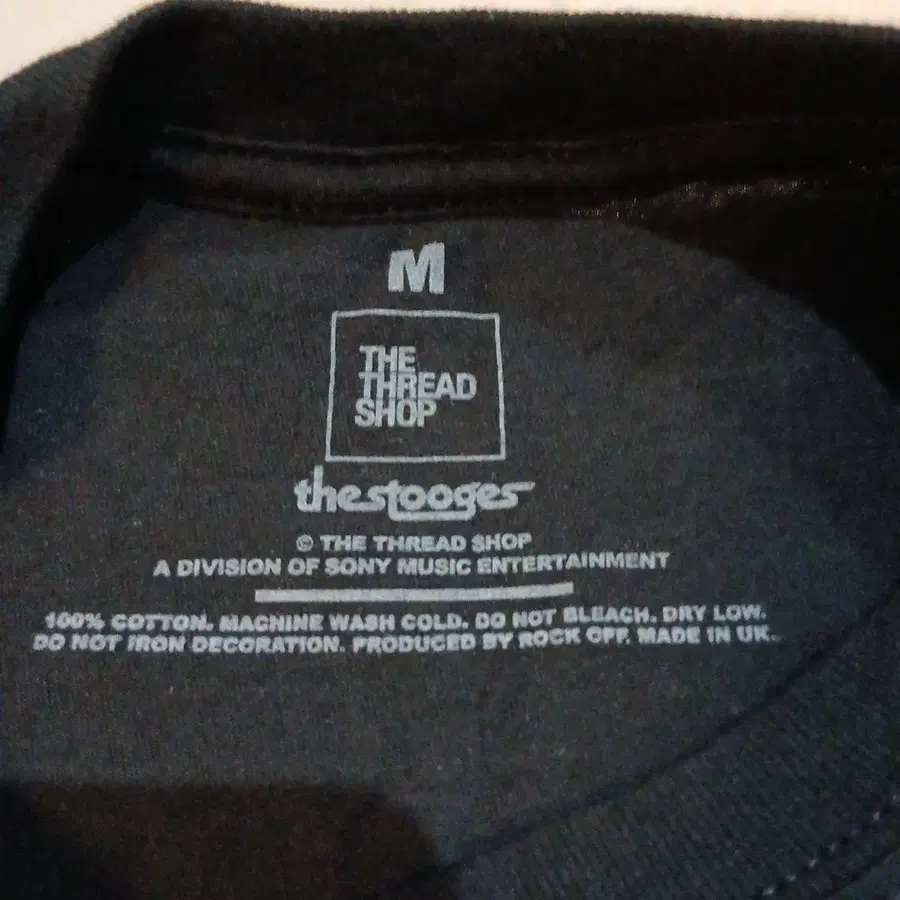 M
THE
THREAD
SHOP
thestooges
© THE THREAD SHOP
A DIVISION OF SONY MUSIC ENTERTAINMENT
100% COTTON. MACHINE WASH COLD. DO NOT BLEACH. DRY LOW.
DO NOT IRON DECORATION. PRODUCED BY ROCK OFF. MADE IN UK.